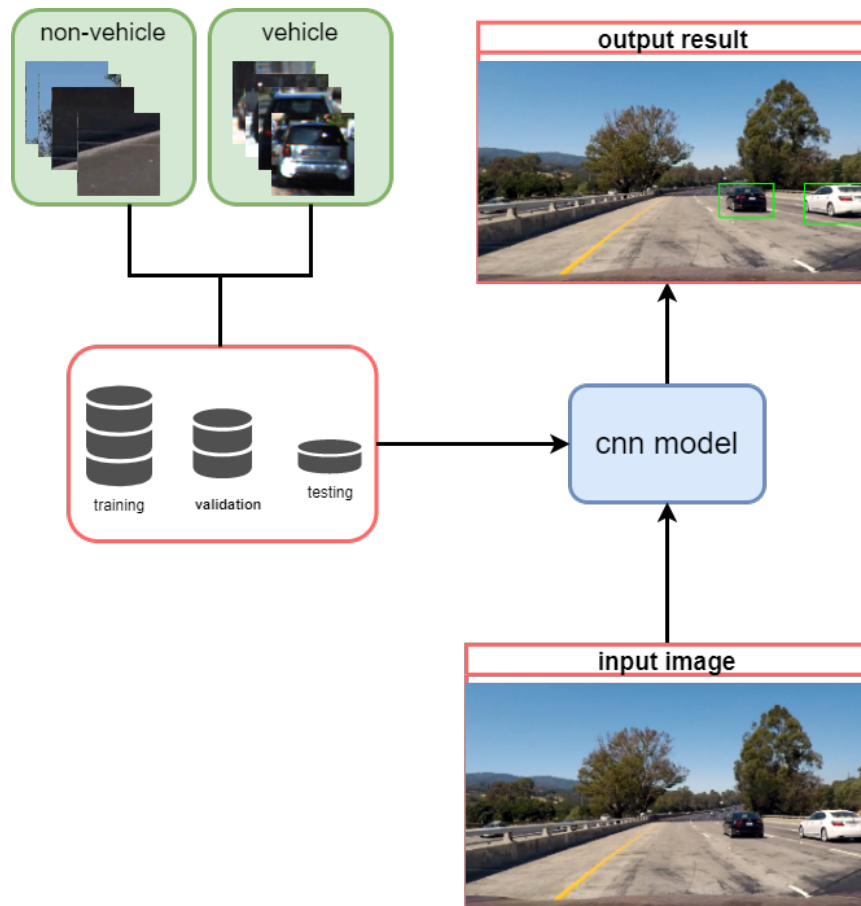 non-vehicle
vehicle
output result
training
validation
testing
cnn model
input image